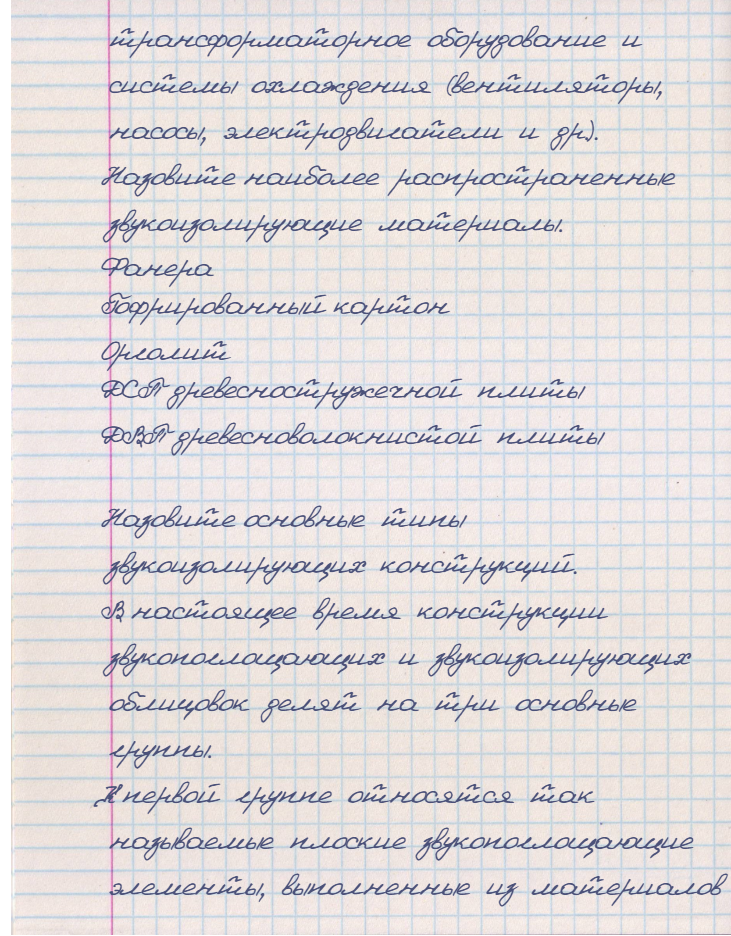 трансформаторное оборудование и
системы охлаждения (вентиляторы,
насосы, электродвигатели и др).
Назовите наиболее распространенные
звукоизолирующие материалы.
Фанера
Гофрированный картон
Оргалит
ДСП древесностружечной плиты
ДВП древесноволокнистой плиты
Назовите основные типы
звукоизолирующих конструкций.
В настоящее время конструкции
звукопоглощающих и звукоизолирующих
облицовок делят на три основные
группы.
К первой группе относятся так
называемые плоские звукопоглощающие
элементы, выполненные из материалов